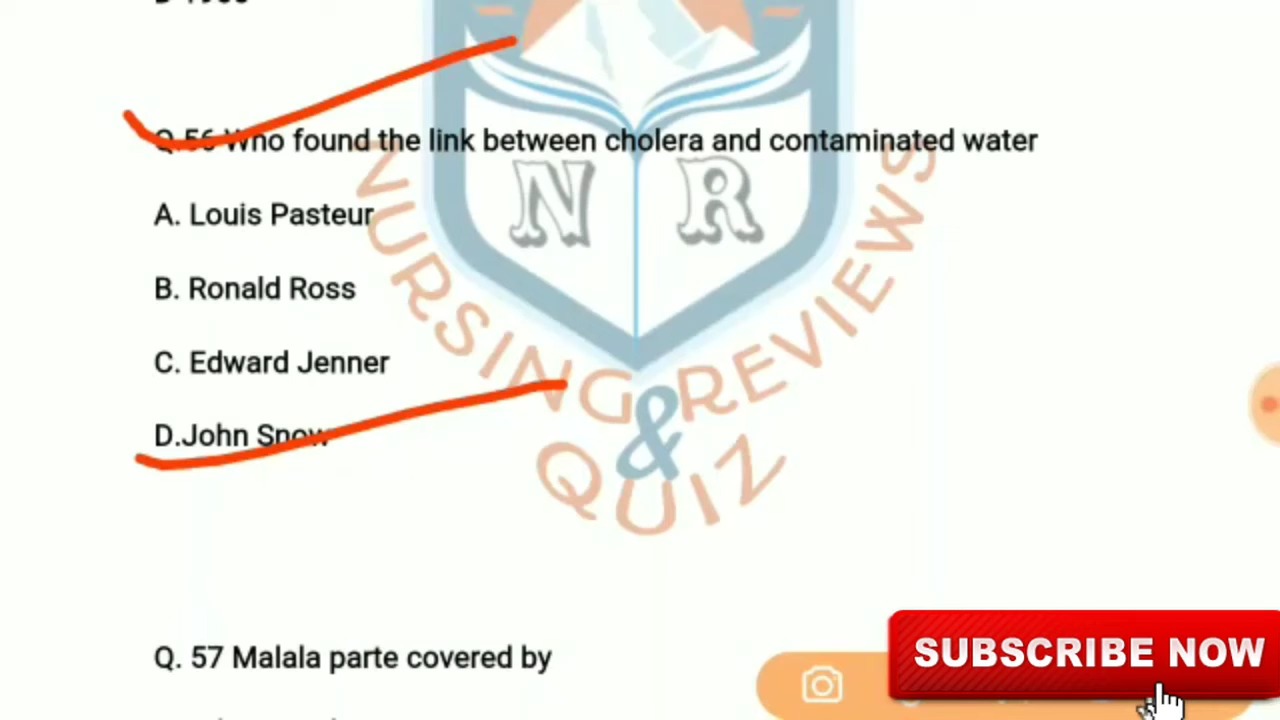 Q.56 Who found the link between cholera and contaminated water
A. Louis Pasteur
B. Ronald Ross
C. Edward Jenner
D.John Snow
N R
NURSING REVIEWS
&
QUIZ
Q. 57 Malala parte covered by
SUBSCRIBE NOW